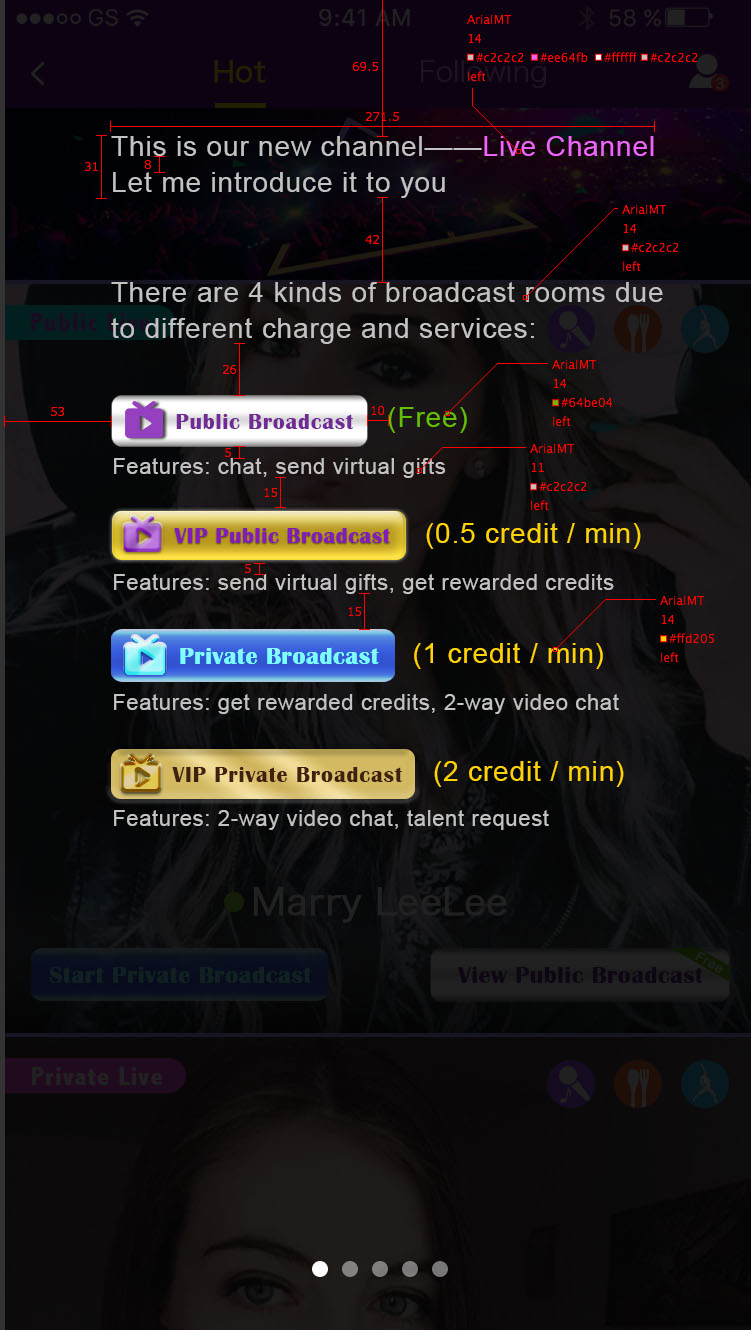 GS 9:41 AM 58 %
Hot Following
3
ArialMT
14
#c2c2c2 #ee64fb #ffffff #c2c2c2
left
69.5
271.5
This is our new channel——Live Channel
31
8
Let me introduce it to you
42
ArialMT
14
#c2c2c2
left
There are 4 kinds of broadcast rooms due
Public Live
to different charge and services:
26
ArialMT
14
#64be04
left
53
Public Broadcast
10
(Free)
5
ArialMT
11
#c2c2c2
left
Features: chat, send virtual gifts
15
VIP Public Broadcast (0.5 credit / min)
5
Features: send virtual gifts, get rewarded credits
15
ArialMT
14
#ffd205
left
Private Broadcast (1 credit / min)
Features: get rewarded credits, 2-way video chat
VIP Private Broadcast (2 credit / min)
Features: 2-way video chat, talent request
Marry LeeLee
Start Private Broadcast
View Public Broadcast
Free
Private Live